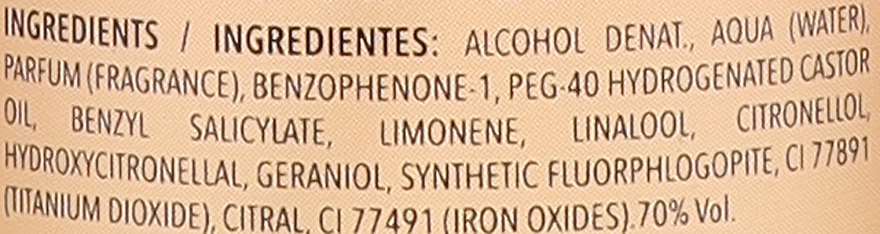 INGREDIENTS / INGREDIENTES: ALCOHOL DENAT., AQUA (WATER),
PARFUM (FRAGRANCE), BENZOPHENONE-1, PEG-40 HYDROGENATED CASTOR
OIL, BENZYL SALICYLATE, LIMONENE, LINALOOL, CITRONELLOL,
HYDROXYCITRONELLAL, GERANIOL, SYNTHETIC FLUORPHLOGOPITE, CI 77891
(TITANIUM DIOXIDE), CITRAL, CI 77491 (IRON OXIDES).70% Vol.